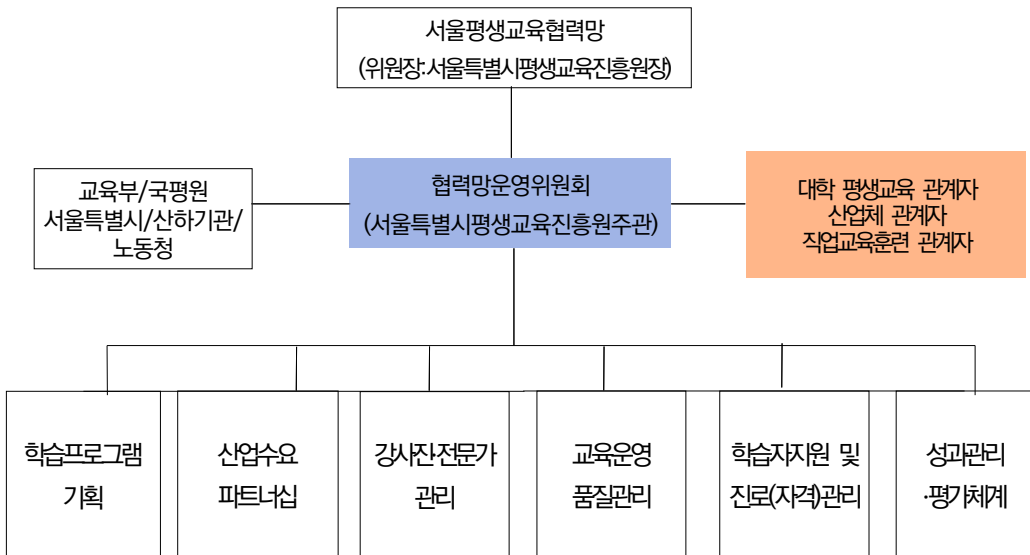 서울평생교육협력망
(위원장:서울특별시평생교육진흥원장)
교육부/국평원
서울특별시/산하기관/
노동청
협력망운영위원회
(서울특별시평생교육진흥원주관)
대학 평생교육 관계자
산업체 관계자
직업교육훈련 관계자
학습프로그램
기획
산업수요
파트너십
강사진·전문가
관리
교육운영
품질관리
학습자지원 및
진로(자격)관리
성과관리
·평가체계